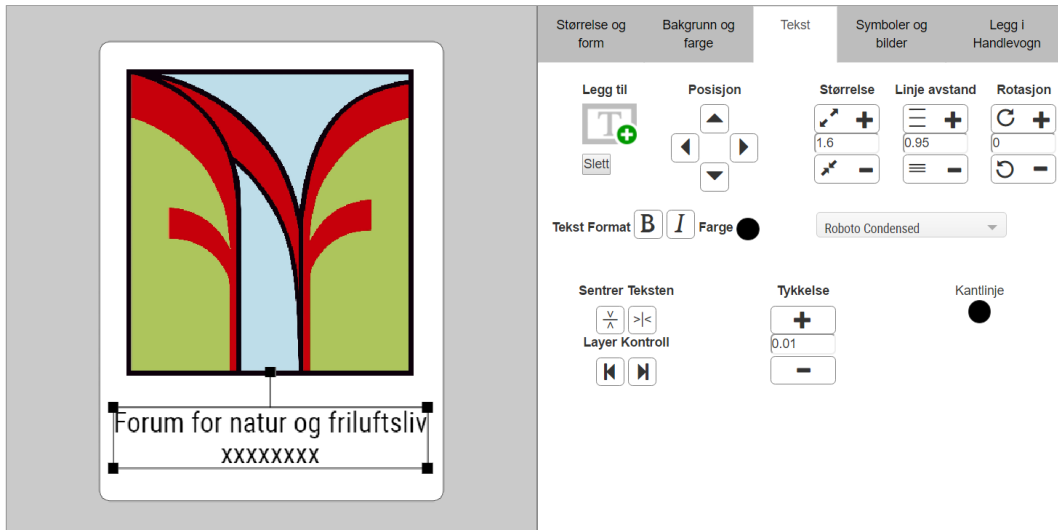 Størrelse og form
Bakgrunn og farge
Tekst
Symboler og bilder
Legg i Handlevogn
Legg til
Posisjon
Størrelse
Linje avstand
Rotasjon
T
Slett
1.6
0.95
0
Tekst Format
B
I
Farge
Roboto Condensed
Sentrer Teksten
Tykkelse
Kantlinje
>|<
Layer Kontroll
0.01
Forum for natur og friluftsliv
xxxxxxxx